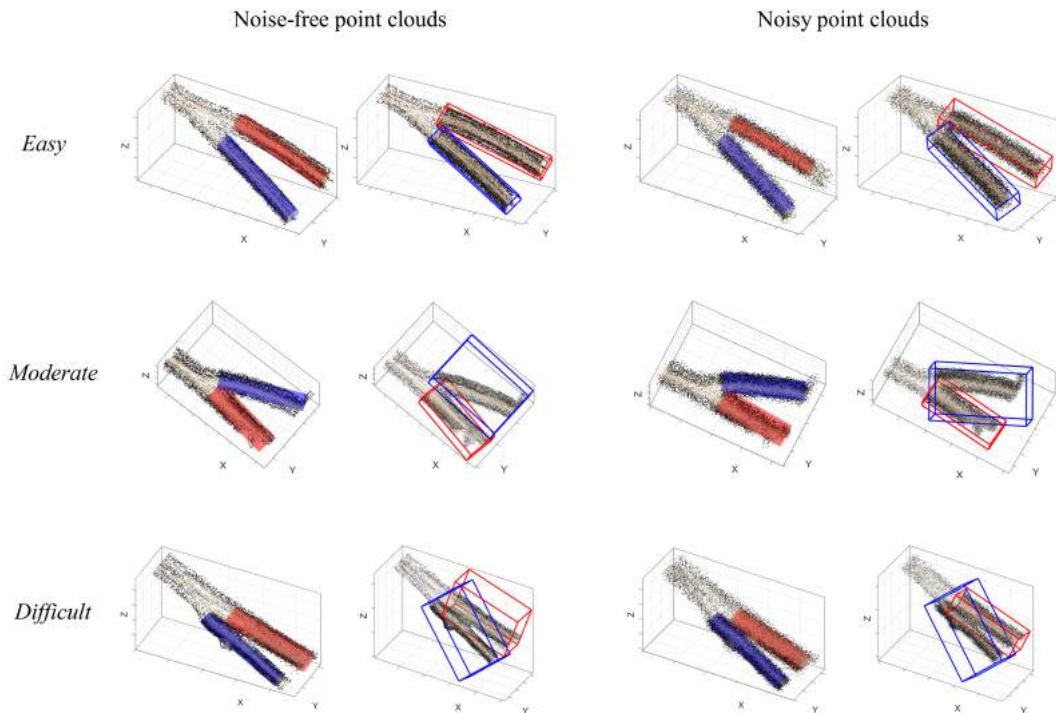 Noise-free point clouds Noisy point clouds
Easy
Z X Y Z X Y Z X Y Z X Y
Moderate
Z X Y Z X Y Z X Y Z X Y
Difficult
Z X Y Z X Y Z X Y Z X Y